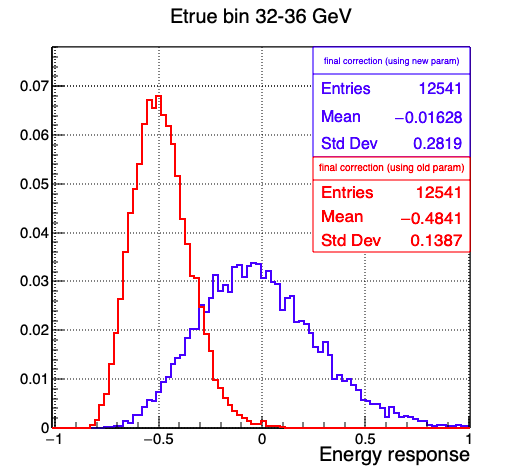 Etrue bin 32-36 GeV
final correction (using new param)
Entries 12541
Mean −0.01628
Std Dev 0.2819
final correction (using old param)
Entries 12541
Mean −0.4841
Std Dev 0.1387
0.07
0.06
0.05
0.04
0.03
0.02
0.01
0
−1 −0.5 0 0.5 1
Energy response